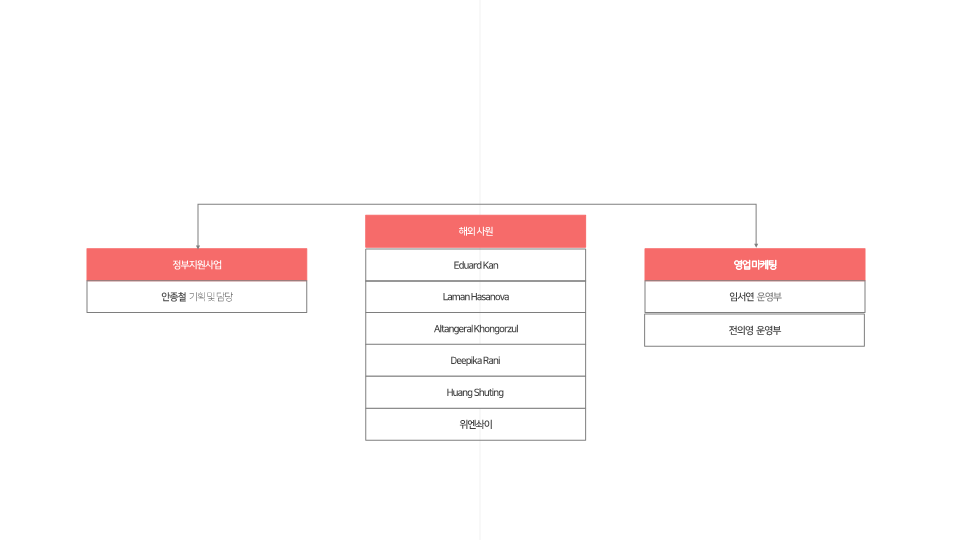 해외 사원
정부지원사업
영업 마케팅
Eduard Kan
안종철 기획 및 담당
Laman Hasanova
임서연 운영부
Altangeral Khongorzul
전의영 운영부
Deepika Rani
Huang Shuting
위엔솨이